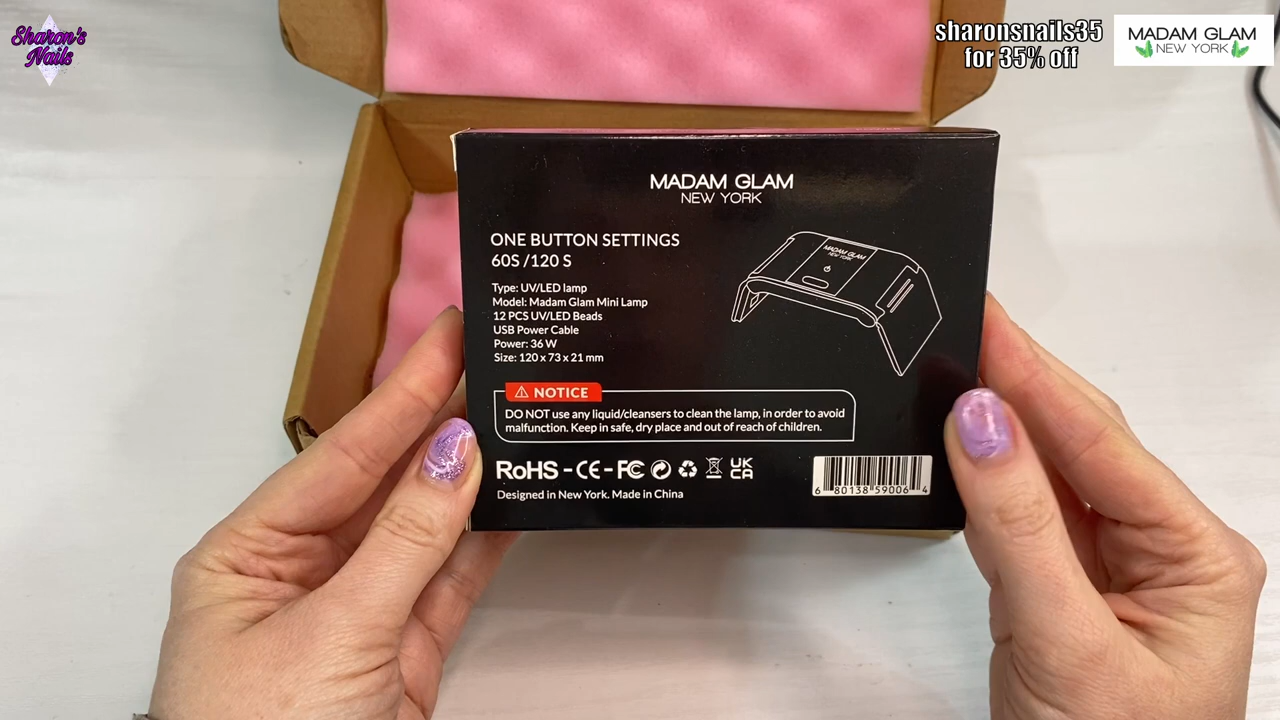 Sharon's
Nails
sharonsnails35
for 35% off
MADAM GLAM
NEW YORK
MADAM GLAM
NEW YORK
ONE BUTTON SETTINGS
60S /120 S
Type: UV/LED lamp
Model: Madam Glam Mini Lamp
12 PCS UV/LED Beads
USB Power Cable
Power: 36 W
Size: 120 x 73 x 21 mm
MADAM GLAM
NEW YORK
NOTICE
DO NOT use any liquid/cleansers to clean the lamp, in order to avoid
malfunction. Keep in safe, dry place and out of reach of children.
RoHS - CE - FC UK
CA
Designed in New York. Made in China
6 80138 59006 4